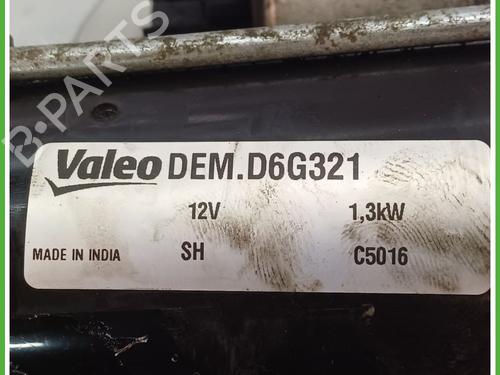 B-PARTS
Valeo DEM.D6G321
12V 1,3kW
MADE IN INDIA SH C5016